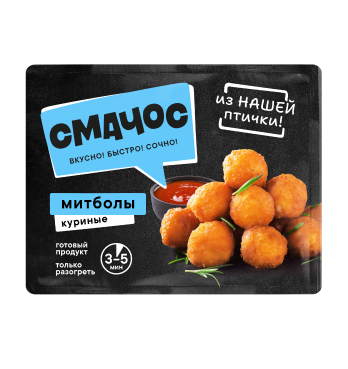 СМАЧОС
ВКУСНО! БЫСТРО! СОЧНО!
из НАШЕЙ
птички!
митболы
куриные
готовый
продукт
только
разогреть
3–5
мин